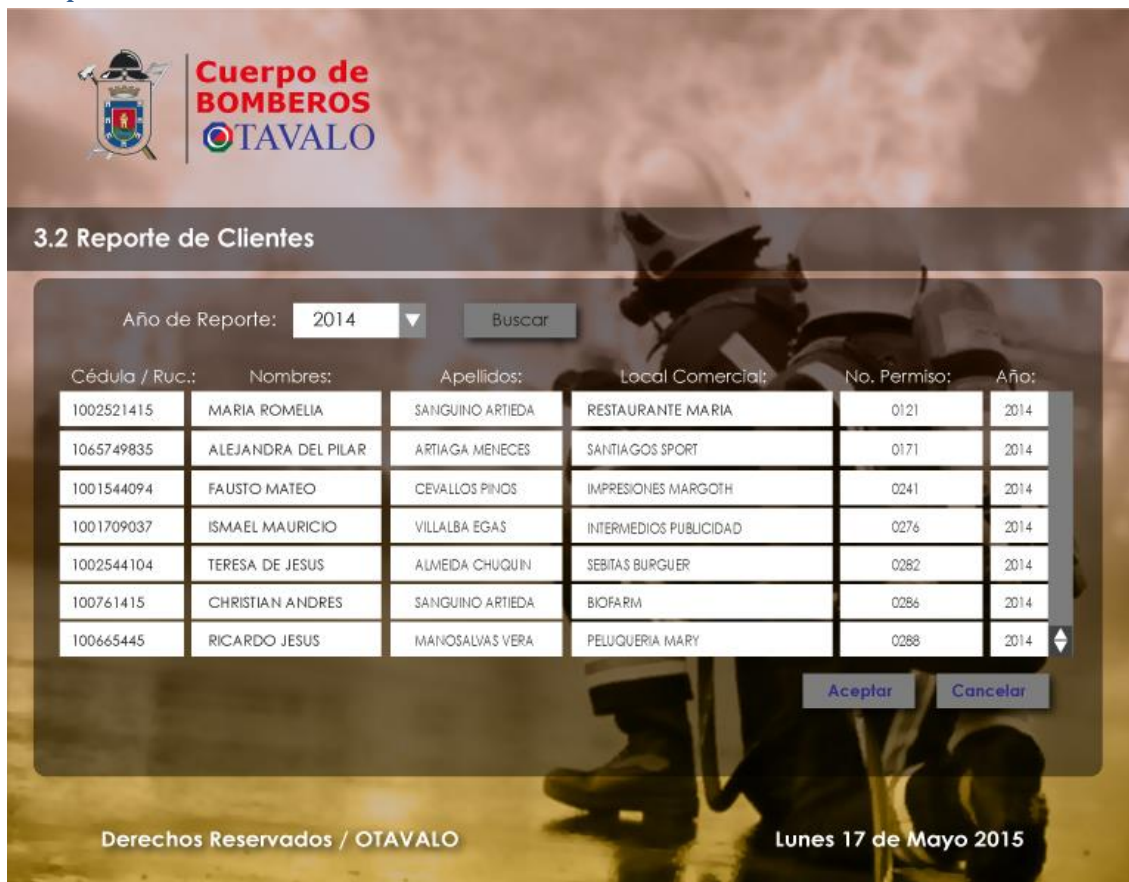 Cuerpo de
BOMBEROS
OTAVALO
3.2 Reporte de Clientes
Año de Reporte: 2014 Buscar
Cédula / Ruc.: Nombres: Apellidos: Local Comercial: No. Permiso: Año:
1002521415 MARIA ROMELIA SANGUINO ARTIEDA RESTAURANTE MARIA 0121 2014
1065749835 ALEJANDRA DEL PILAR ARTIAGA MENECES SANTIAGOS SPORT 0171 2014
1001544094 FAUSTO MATEO CEVALLOS PINOS IMPRESIONES MARGOTH 0241 2014
1001709037 ISMAEL MAURICIO VILLALBA EGAS INTERMEDIOS PUBLICIDAD 0276 2014
1002544104 TERESA DE JESUS ALMEIDA CHUQUIN SEBITAS BURGUER 0282 2014
100761415 CHRISTIAN ANDRES SANGUINO ARTIEDA BIOFARM 0286 2014
100665445 RICARDO JESUS MANOSALVAS VERA PELUQUERIA MARY 0288 2014
Aceptar Cancelar
Derechos Reservados / OTAVALO Lunes 17 de Mayo 2015